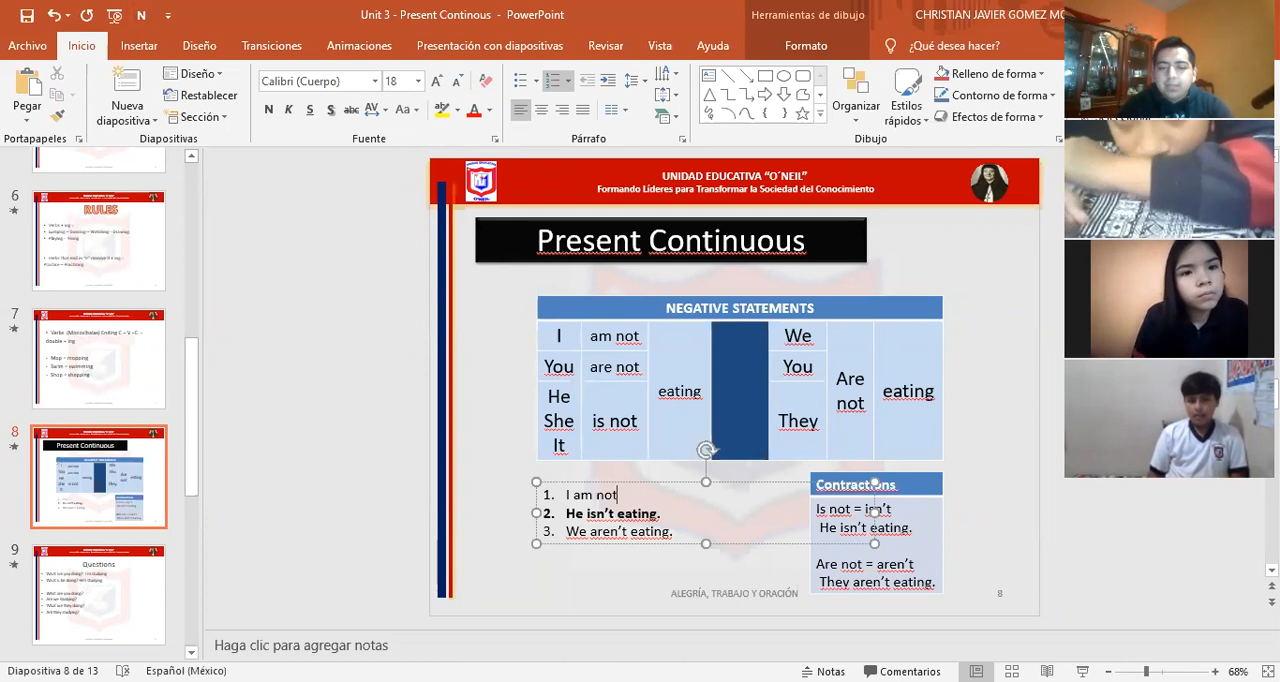 Unit 3 - Present Continous - PowerPoint
Herramientas de dibujo
CHRISTIAN JAVIER GOMEZ
Archivo Inicio Insertar Diseño Transiciones Animaciones Presentación con diapositivas Revisar Vista Ayuda Formato ¿Qué desea hacer?
Pegar
Nueva diapositiva
Diseño
Restablecer
Sección
Calibri (Cuerpo) 18
Organizar
Estilos rápidos
Relleno de forma
Contorno de forma
Efectos de forma
Portapapeles Diapositivas Fuente Párrafo Dibujo
6
RULES
7
8
Present Continuous
9
Questions
UNIDAD EDUCATIVA “O´NEIL”
Formando Líderes para Transformar la Sociedad del Conocimiento
Present Continuous
NEGATIVE STATEMENTS
I am not
You are not
He
She is not
It
eating
We
You
They
Are not
eating
1. I am not
2. He isn’t eating.
3. We aren’t eating.
Contractions
Is not = isn’t
He isn’t eating.
Are not = aren’t
They aren’t eating.
ALEGRÍA, TRABAJO Y ORACIÓN
8
Haga clic para agregar notas
Diapositiva 8 de 13 Español (México) Notas Comentarios 68%